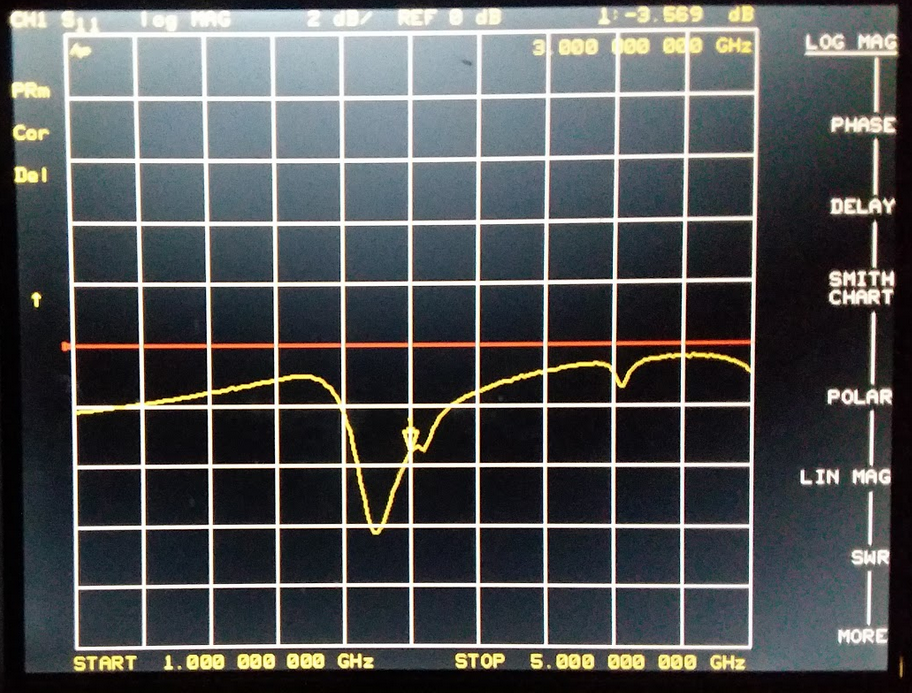 CH1 S11 log MAG 2 dB/ REF 0 dB 1:-3.569 dB
3.000 000 000 GHz
PRm
Cor
Del
↑
LOG MAG
PHASE
DELAY
SMITH
CHART
POLAR
LIN MAG
SWR
MORE
START 1.000 000 000 GHz STOP 5.000 000 000 GHz